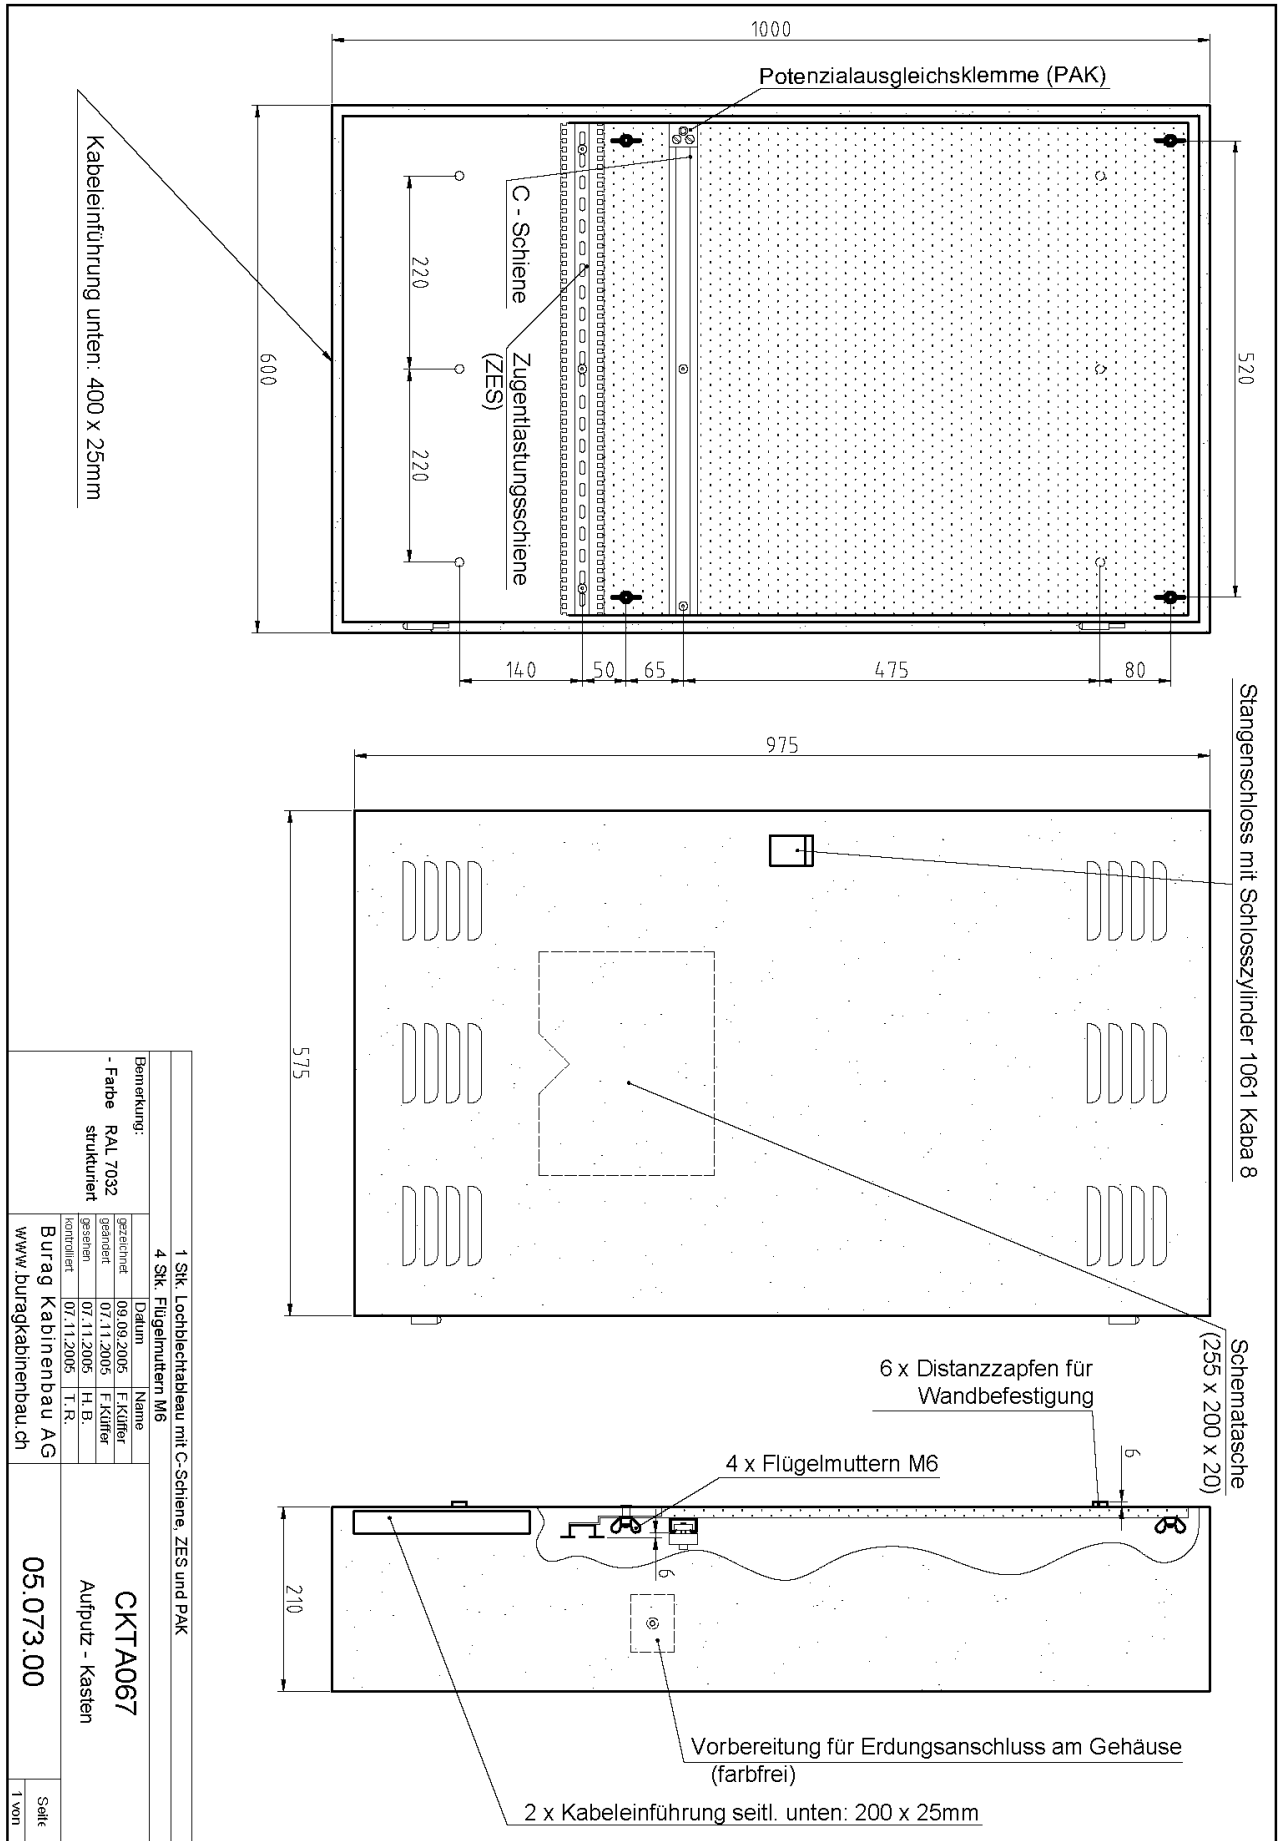 1000
Potenzialausgleichsklemme (PAK)
520
600
Kabeleinführung unten: 400 x 25mm
C - Schiene
Zugentlastungsschiene
(ZES)
220
220
140
50
65
475
80
Stangenschloss mit Schlosszylinder 1061 Kaba 8
975
575
Schematasche
(255 x 200 x 20)
6 x Distanzzapfen für
Wandbefestigung
6
4 x Flügelmuttern M6
6
210
Vorbereitung für Erdungsanschluss am Gehäuse
(farbfrei)
2 x Kabeleinführung seitl. unten: 200 x 25mm
1 Stk. Lochblechtableau mit C-Schiene, ZES und PAK
4 Stk. Flügelmuttern M6
Bemerkung:
- Farbe RAL 7032
strukturiert
Datum Name
gezeichnet 09.09.2005 F.Küffer
geändert 07.11.2005 F.Küffer
gesehen 07.11.2005 H.B.
kontrolliert 07.11.2005 T.R.
Burag Kabinenbau AG
www.buragkabinenbau.ch
CKTA067
Aufputz - Kasten
05.073.00
Seite
1 von